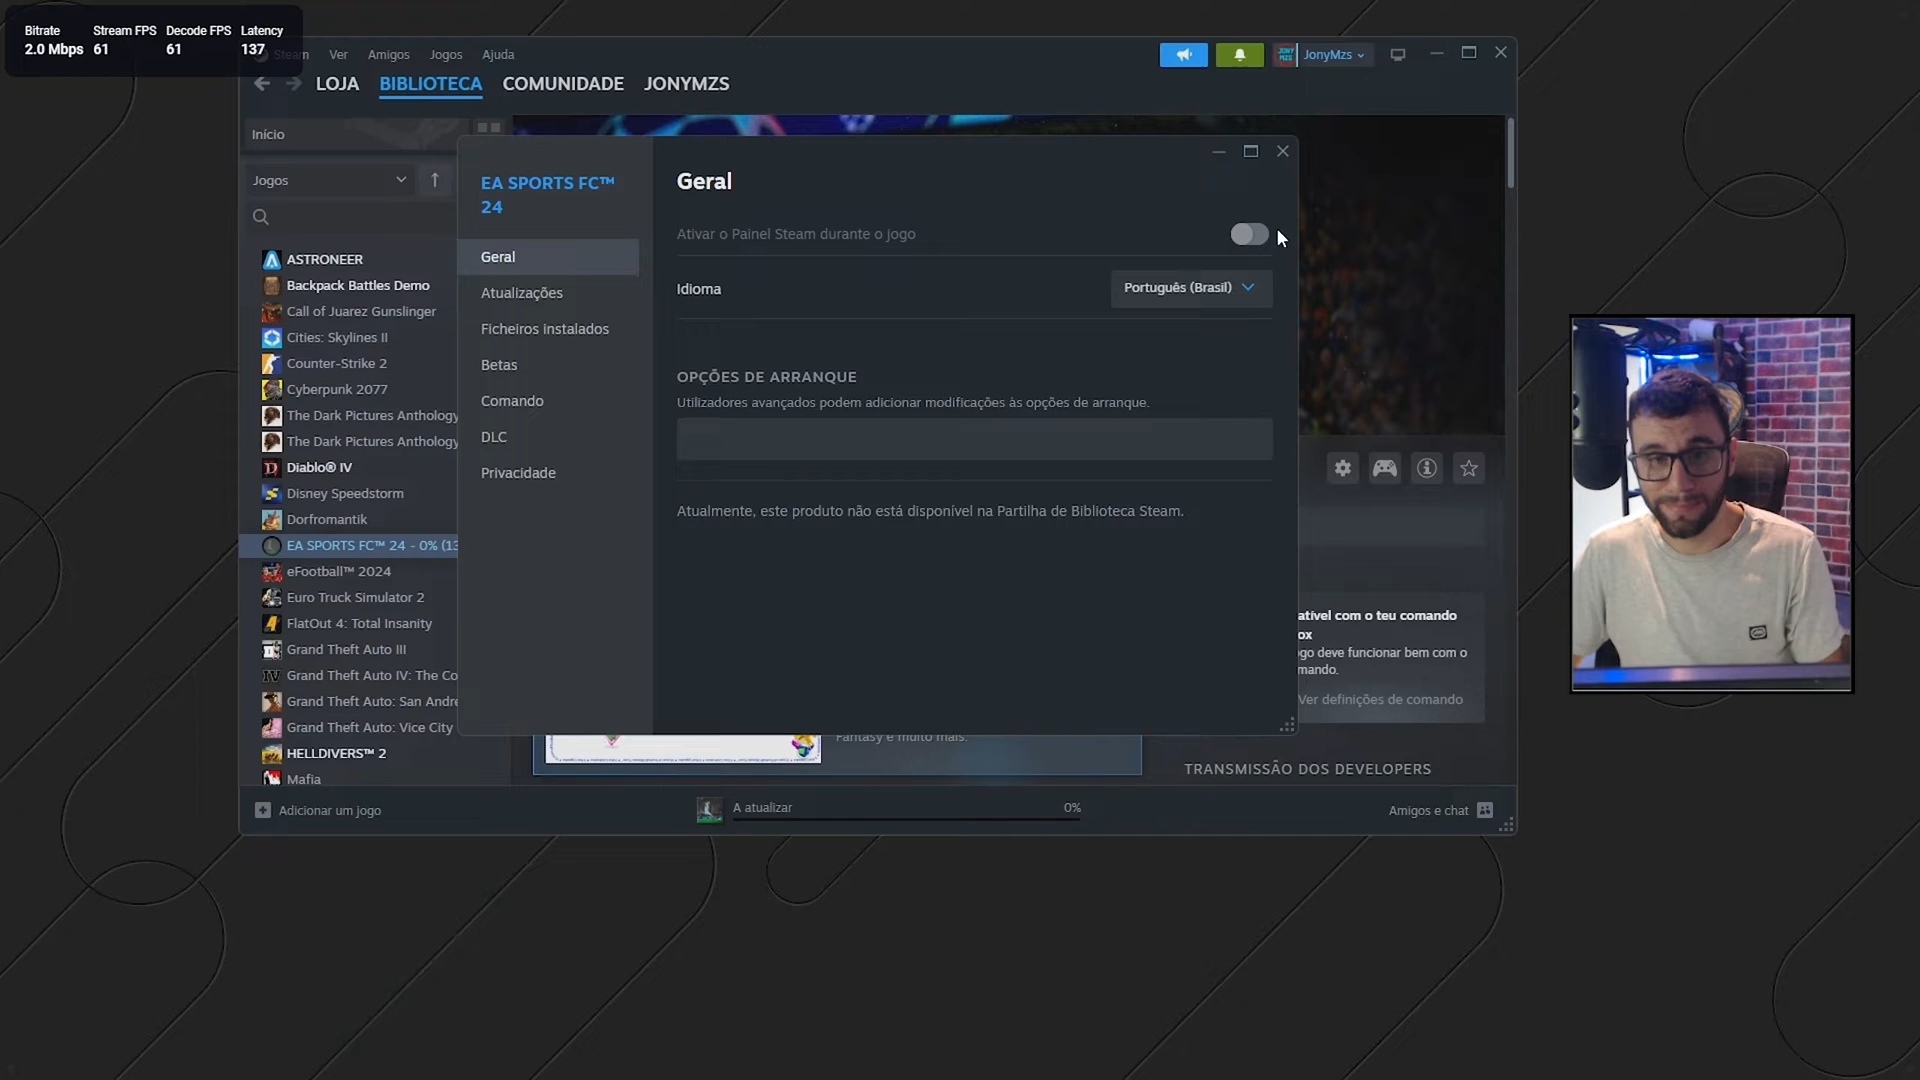 Bitrate Stream FPS Decode FPS Latency
2.0 Mbps 61 61 137
Steam Ver Amigos Jogos Ajuda
JONY MZS
JonyMzs
LOJA BIBLIOTECA COMUNIDADE JONYMZS
Início
Jogos
ASTRONEER
Backpack Battles Demo
Call of Juarez Gunslinger
Cities: Skylines II
Counter-Strike 2
Cyberpunk 2077
The Dark Pictures Anthology
The Dark Pictures Anthology
Diablo® IV
Disney Speedstorm
Dorfromantik
EA SPORTS FC™ 24 - 0% (13
eFootball™ 2024
Euro Truck Simulator 2
FlatOut 4: Total Insanity
Grand Theft Auto III
Grand Theft Auto IV: The Co
Grand Theft Auto: San Andre
Grand Theft Auto: Vice City
HELLDIVERS™ 2
Mafia
EA SPORTS FC™
24
Geral
Atualizações
Ficheiros instalados
Betas
Comando
DLC
Privacidade
Geral
Ativar o Painel Steam durante o jogo
Idioma
Português (Brasil)
OPÇÕES DE ARRANQUE
Utilizadores avançados podem adicionar modificações às opções de arranque.
Atualmente, este produto não está disponível na Partilha de Biblioteca Steam.
atível com o teu comando
ox
go deve funcionar bem com o
mando.
Ver definições de comando
Fantasy e muito mais.
TRANSMISSÃO DOS DEVELOPERS
Adicionar um jogo
A atualizar 0%
Amigos e chat